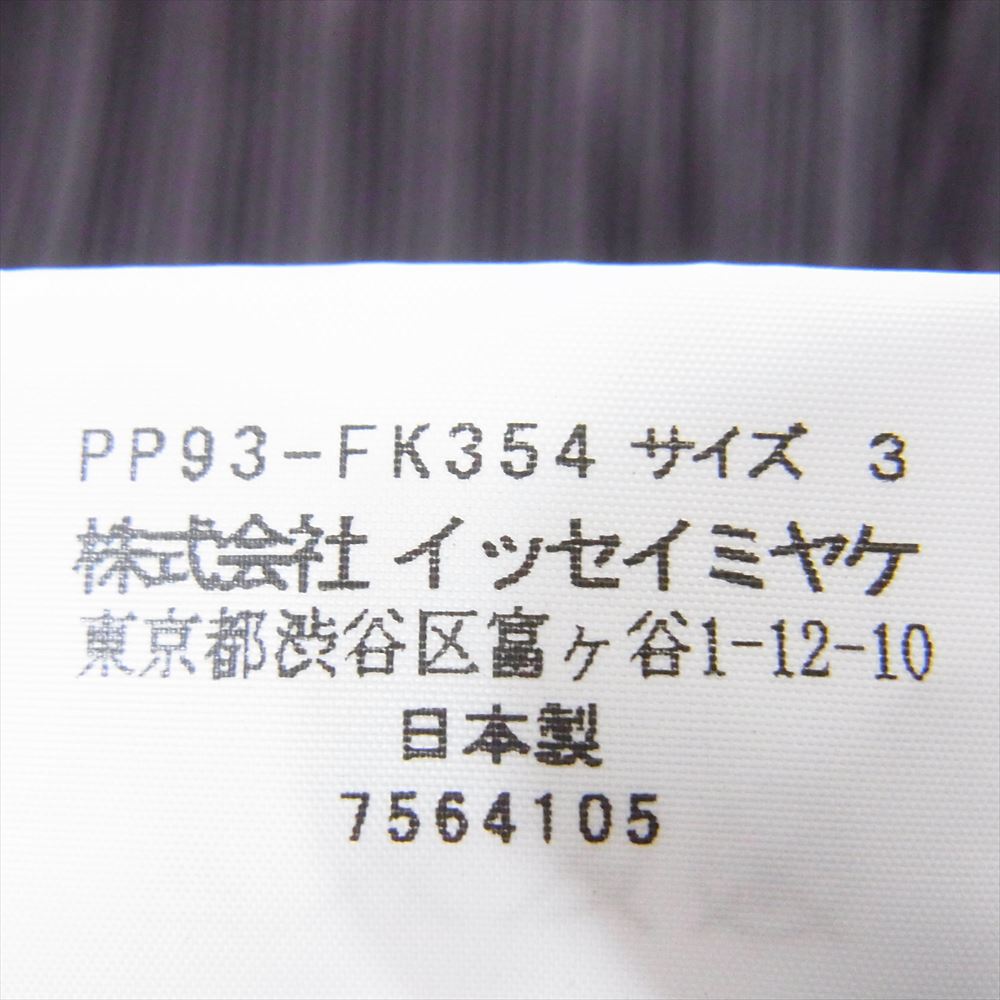 PP93-FK354 サイズ 3
株式会社 イッセイミヤケ
東京都渋谷区富ヶ谷1-12-10
日本製
7564105